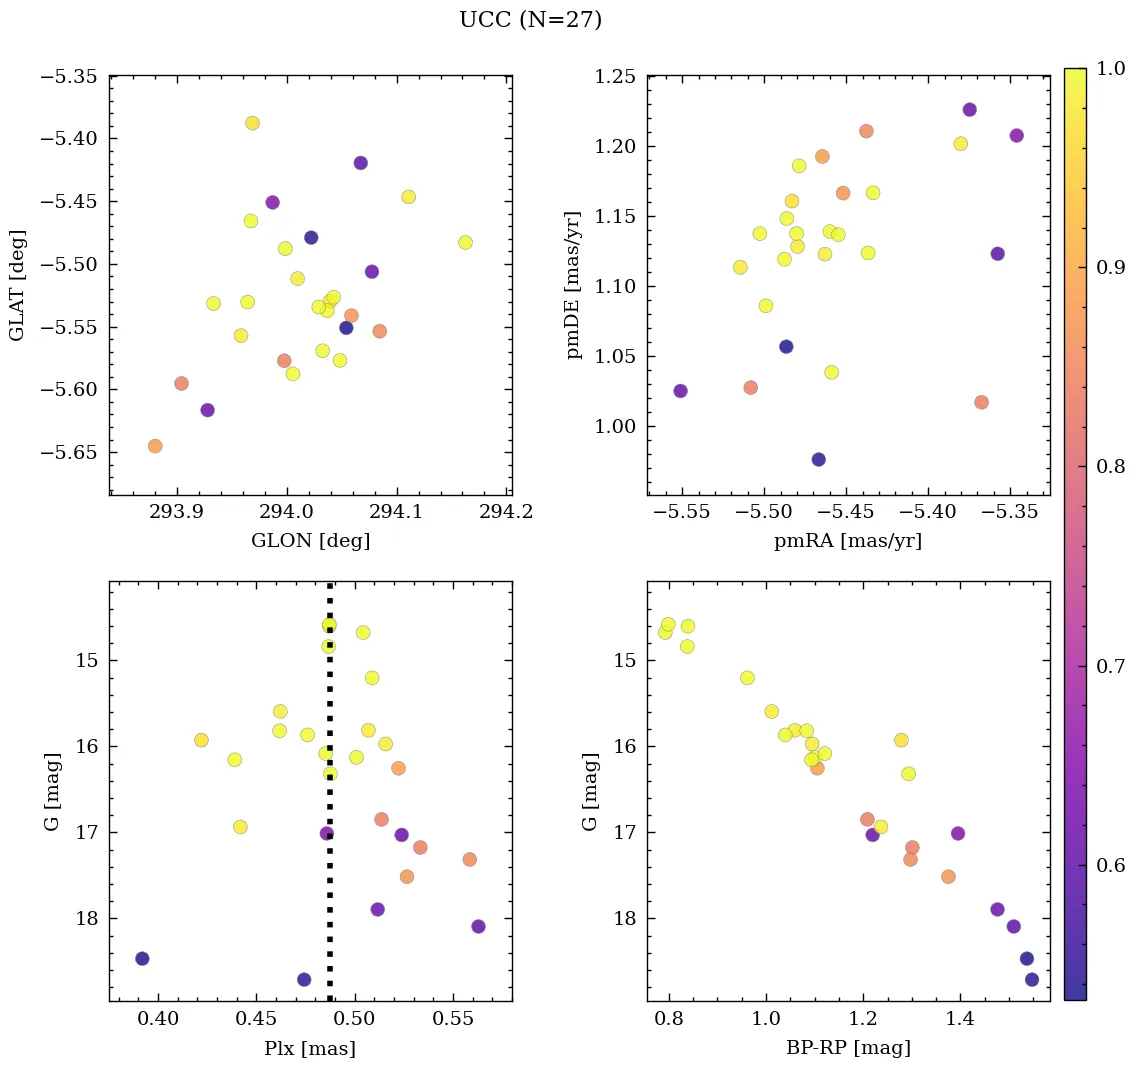 UCC (N=27)
−5.35
−5.40
−5.45
−5.50
−5.55
−5.60
−5.65
GLAT [deg]
293.9 294.0 294.1 294.2
GLON [deg]
1.25
1.20
1.15
1.10
1.05
1.00
pmDE [mas/yr]
−5.55 −5.50 −5.45 −5.40 −5.35
pmRA [mas/yr]
1.0
0.9
0.8
0.7
0.6
15
16
17
18
G [mag]
0.40 0.45 0.50 0.55
Plx [mas]
15
16
17
18
G [mag]
0.8 1.0 1.2 1.4
BP-RP [mag]